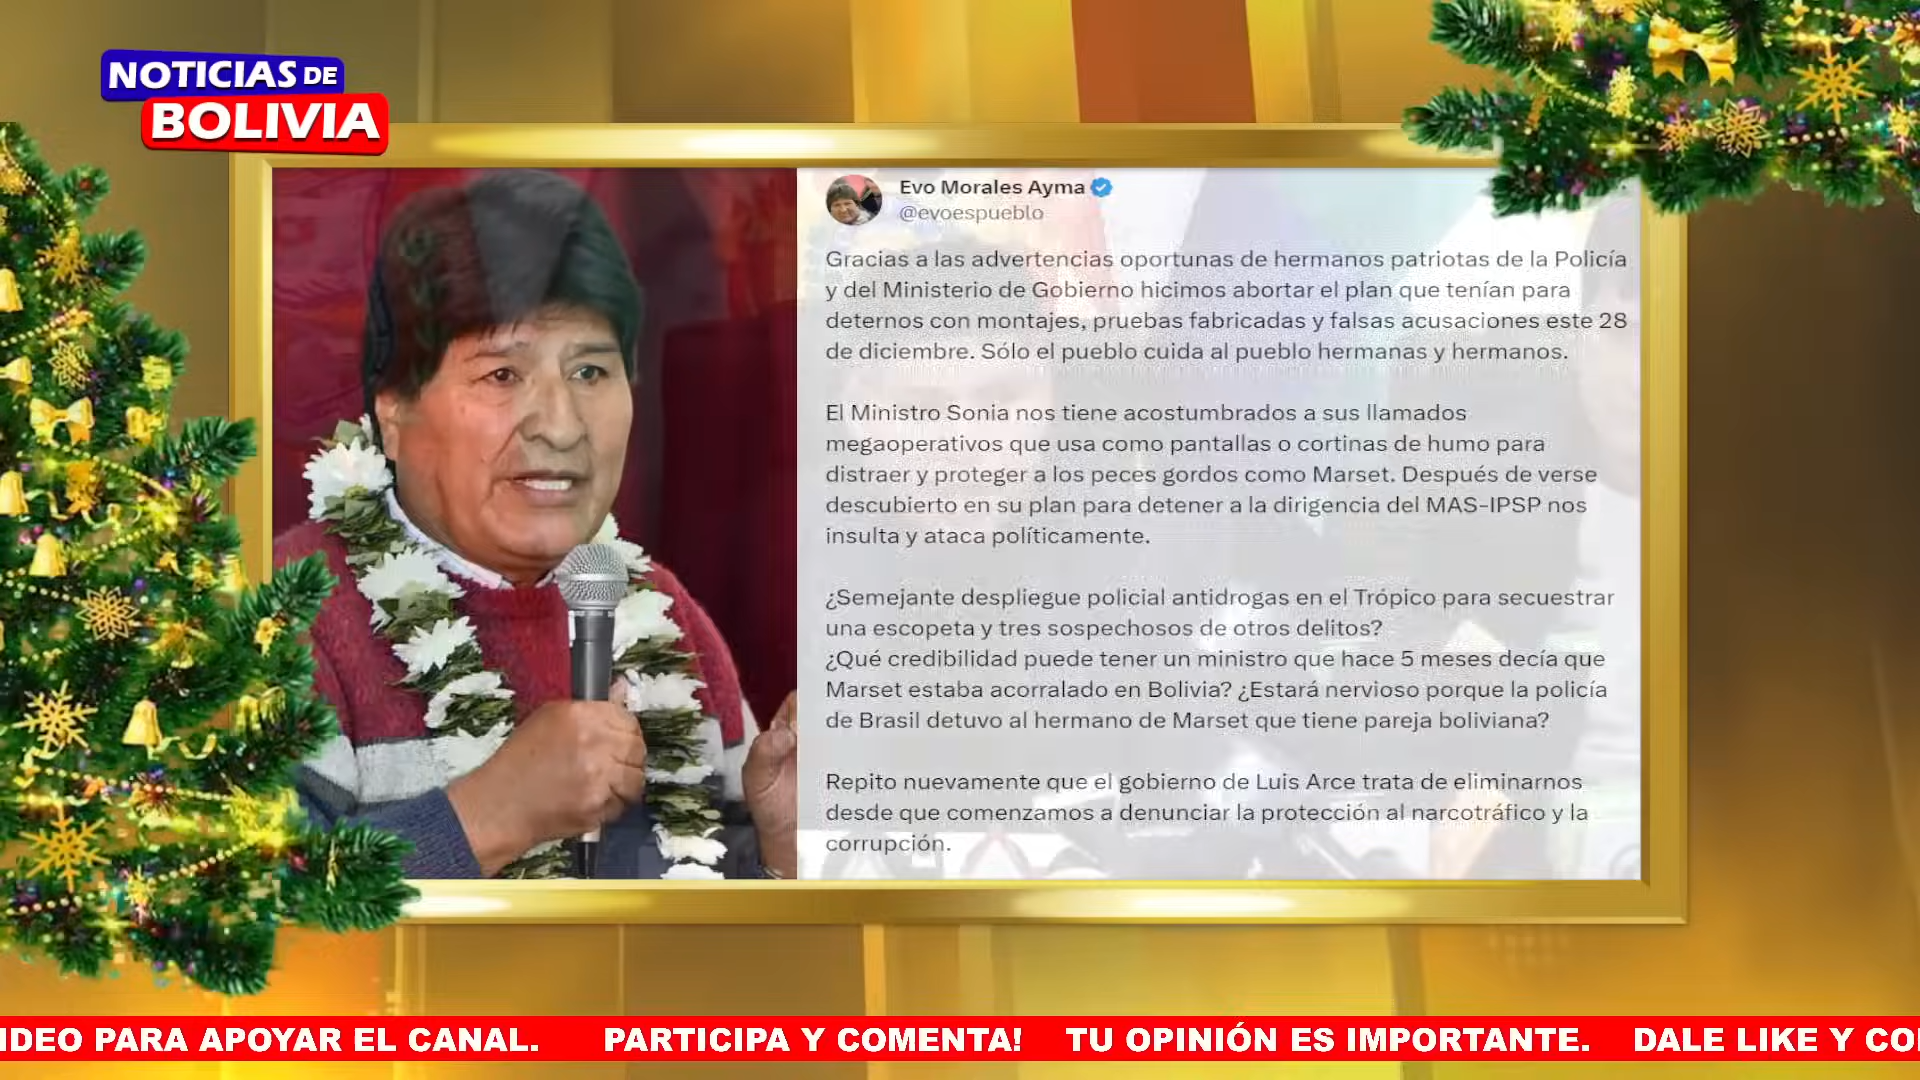 NOTICIAS DE
BOLIVIA
Evo Morales Ayma
@evoespueblo
Gracias a las advertencias oportunas de hermanos patriotas de la Policía
y del Ministerio de Gobierno hicimos abortar el plan que tenían para
deternos con montajes, pruebas fabricadas y falsas acusaciones este 28
de diciembre. Sólo el pueblo cuida al pueblo hermanas y hermanos.
El Ministro Sonia nos tiene acostumbrados a sus llamados
megaoperativos que usa como pantallas o cortinas de humo para
distraer y proteger a los peces gordos como Marset. Después de verse
descubierto en su plan para detener a la dirigencia del MAS-IPSP nos
insulta y ataca políticamente.
¿Semejante despliegue policial antidrogas en el Trópico para secuestrar
una escopeta y tres sospechosos de otros delitos?
¿Qué credibilidad puede tener un ministro que hace 5 meses decía que
Marset estaba acorralado en Bolivia? ¿Estará nervioso porque la policía
de Brasil detuvo al hermano de Marset que tiene pareja boliviana?
Repito nuevamente que el gobierno de Luis Arce trata de eliminarnos
desde que comenzamos a denunciar la protección al narcotráfico y la
corrupción.
IDEO PARA APOYAR EL CANAL. PARTICIPA Y COMENTA! TU OPINIÓN ES IMPORTANTE. DALE LIKE Y CO